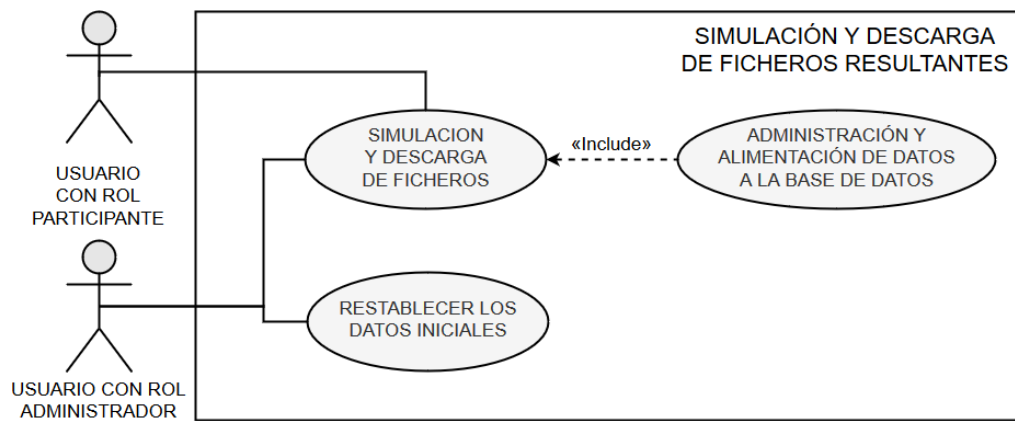 SIMULACIÓN Y DESCARGA
DE FICHEROS RESULTANTES
USUARIO
CON ROL
PARTICIPANTE
SIMULACION
Y DESCARGA
DE FICHEROS
«Include»
ADMINISTRACIÓN Y
ALIMENTACIÓN DE DATOS
A LA BASE DE DATOS
RESTABLECER LOS
DATOS INICIALES
USUARIO CON ROL
ADMINISTRADOR